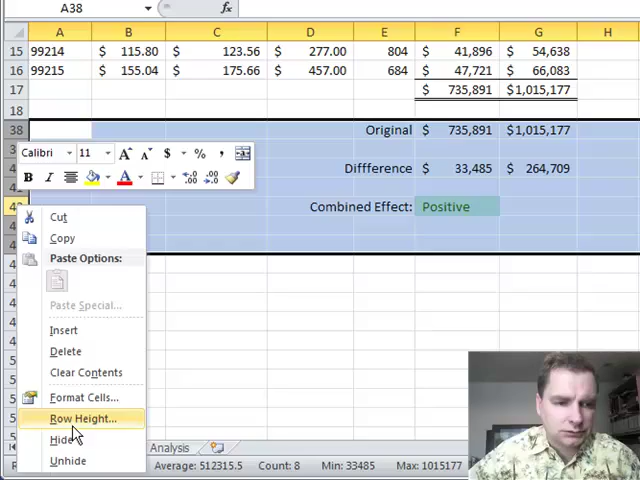 A38 fx
A B C D E F G H
15 99214 $ 115.80 $ 123.56 $ 277.00 804 $ 41,896 $ 54,638
16 99215 $ 155.04 $ 175.66 $ 457.00 684 $ 47,721 $ 66,083
17 $ 735,891 $1,015,177
18
38 Original $ 735,891 $1,015,177
Calibri 11 A A $ % ,
Diffference $ 33,485 $ 264,709
B I A
Combined Effect: Positive
Cut
Copy
Paste Options:
Paste Special...
Insert
Delete
Clear Contents
Format Cells...
Row Height...
Hide
Unhide
Analysis
Average: 512315.5 Count: 8 Min: 33485 Max: 1015177